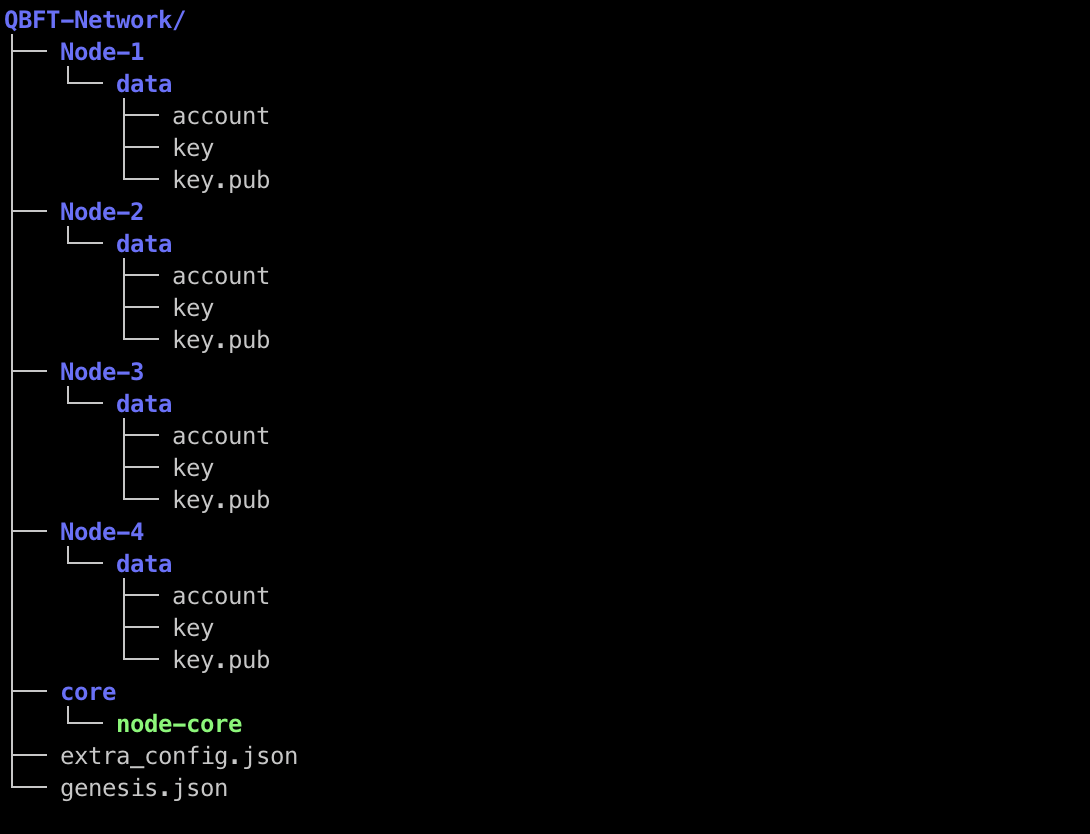 QBFT-Network/
├── Node-1
│   └── data
│       ├── account
│       ├── key
│       └── key.pub
├── Node-2
│   └── data
│       ├── account
│       ├── key
│       └── key.pub
├── Node-3
│   └── data
│       ├── account
│       ├── key
│       └── key.pub
├── Node-4
│   └── data
│       ├── account
│       ├── key
│       └── key.pub
├── core
│   └── node-core
├── extra_config.json
└── genesis.json